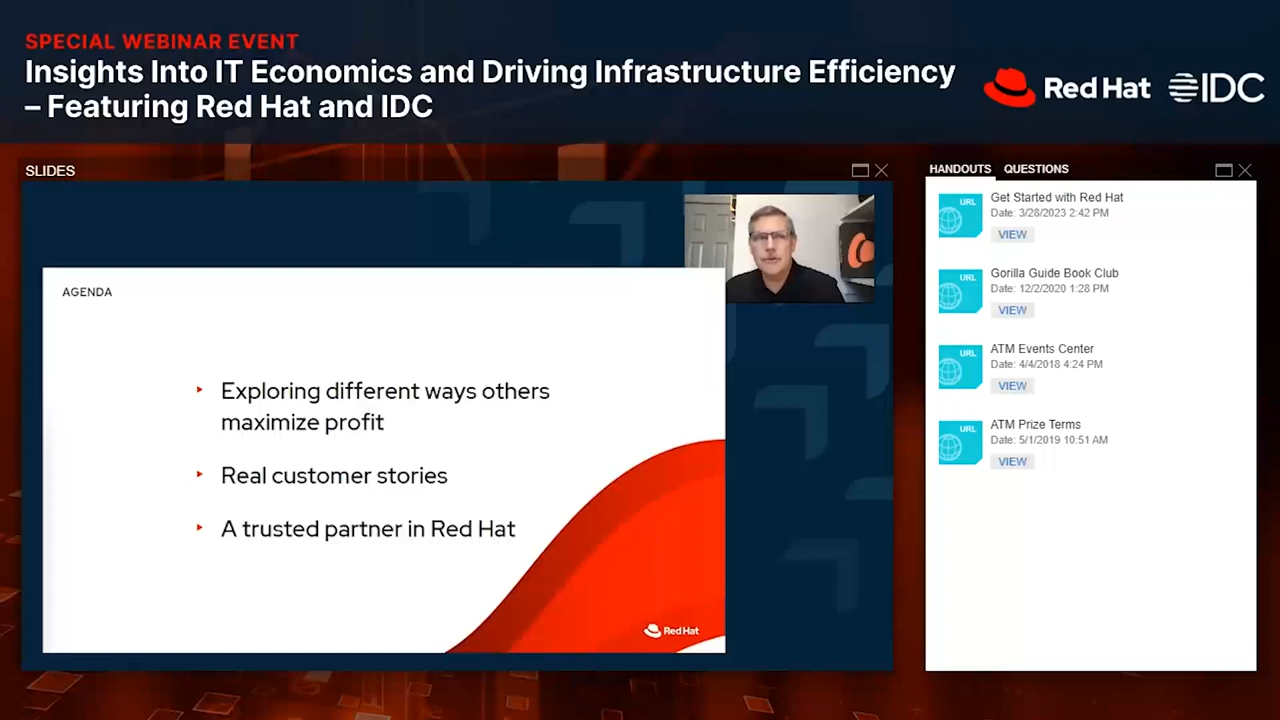 SPECIAL WEBINAR EVENT
Insights Into IT Economics and Driving Infrastructure Efficiency
– Featuring Red Hat and IDC
Red Hat
IDC
SLIDES
AGENDA
‣ Exploring different ways others
maximize profit
‣ Real customer stories
‣ A trusted partner in Red Hat
Red Hat
HANDOUTS QUESTIONS
URL
Get Started with Red Hat
Date: 3/28/2023 2:42 PM
VIEW
URL
Gorilla Guide Book Club
Date: 12/2/2020 1:28 PM
VIEW
URL
ATM Events Center
Date: 4/4/2018 4:24 PM
VIEW
URL
ATM Prize Terms
Date: 5/1/2019 10:51 AM
VIEW